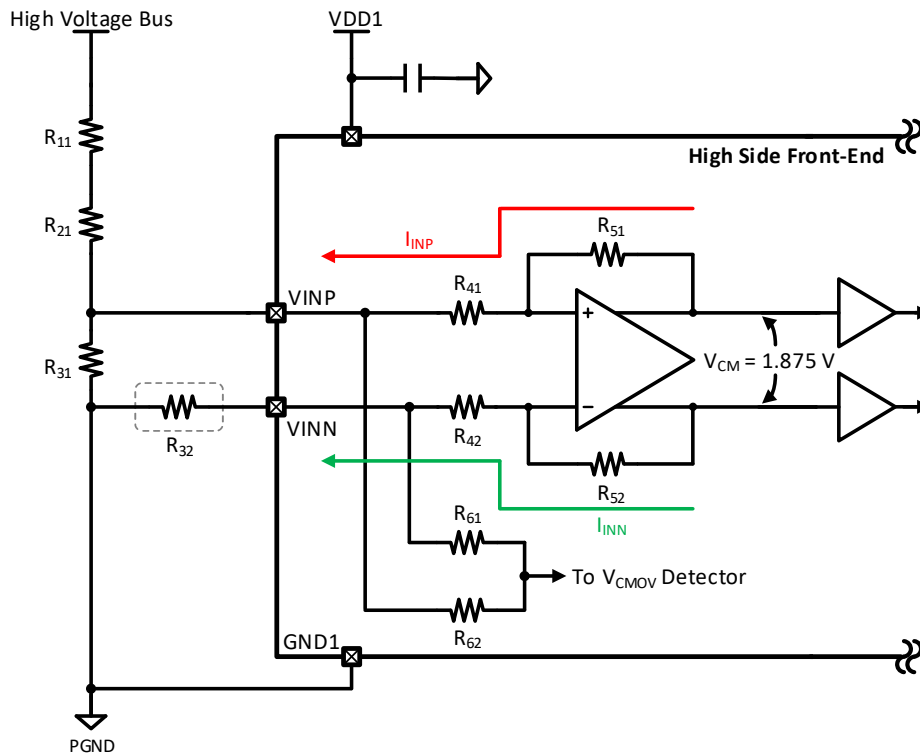 High Voltage Bus
VDD1
High Side Front-End
R11
R21
R31
R32
VINP
VINN
IINP
R41
R51
+
VCM = 1.875 V
−
R42
R52
IINN
R61
To VCMOV Detector
R62
GND1
PGND